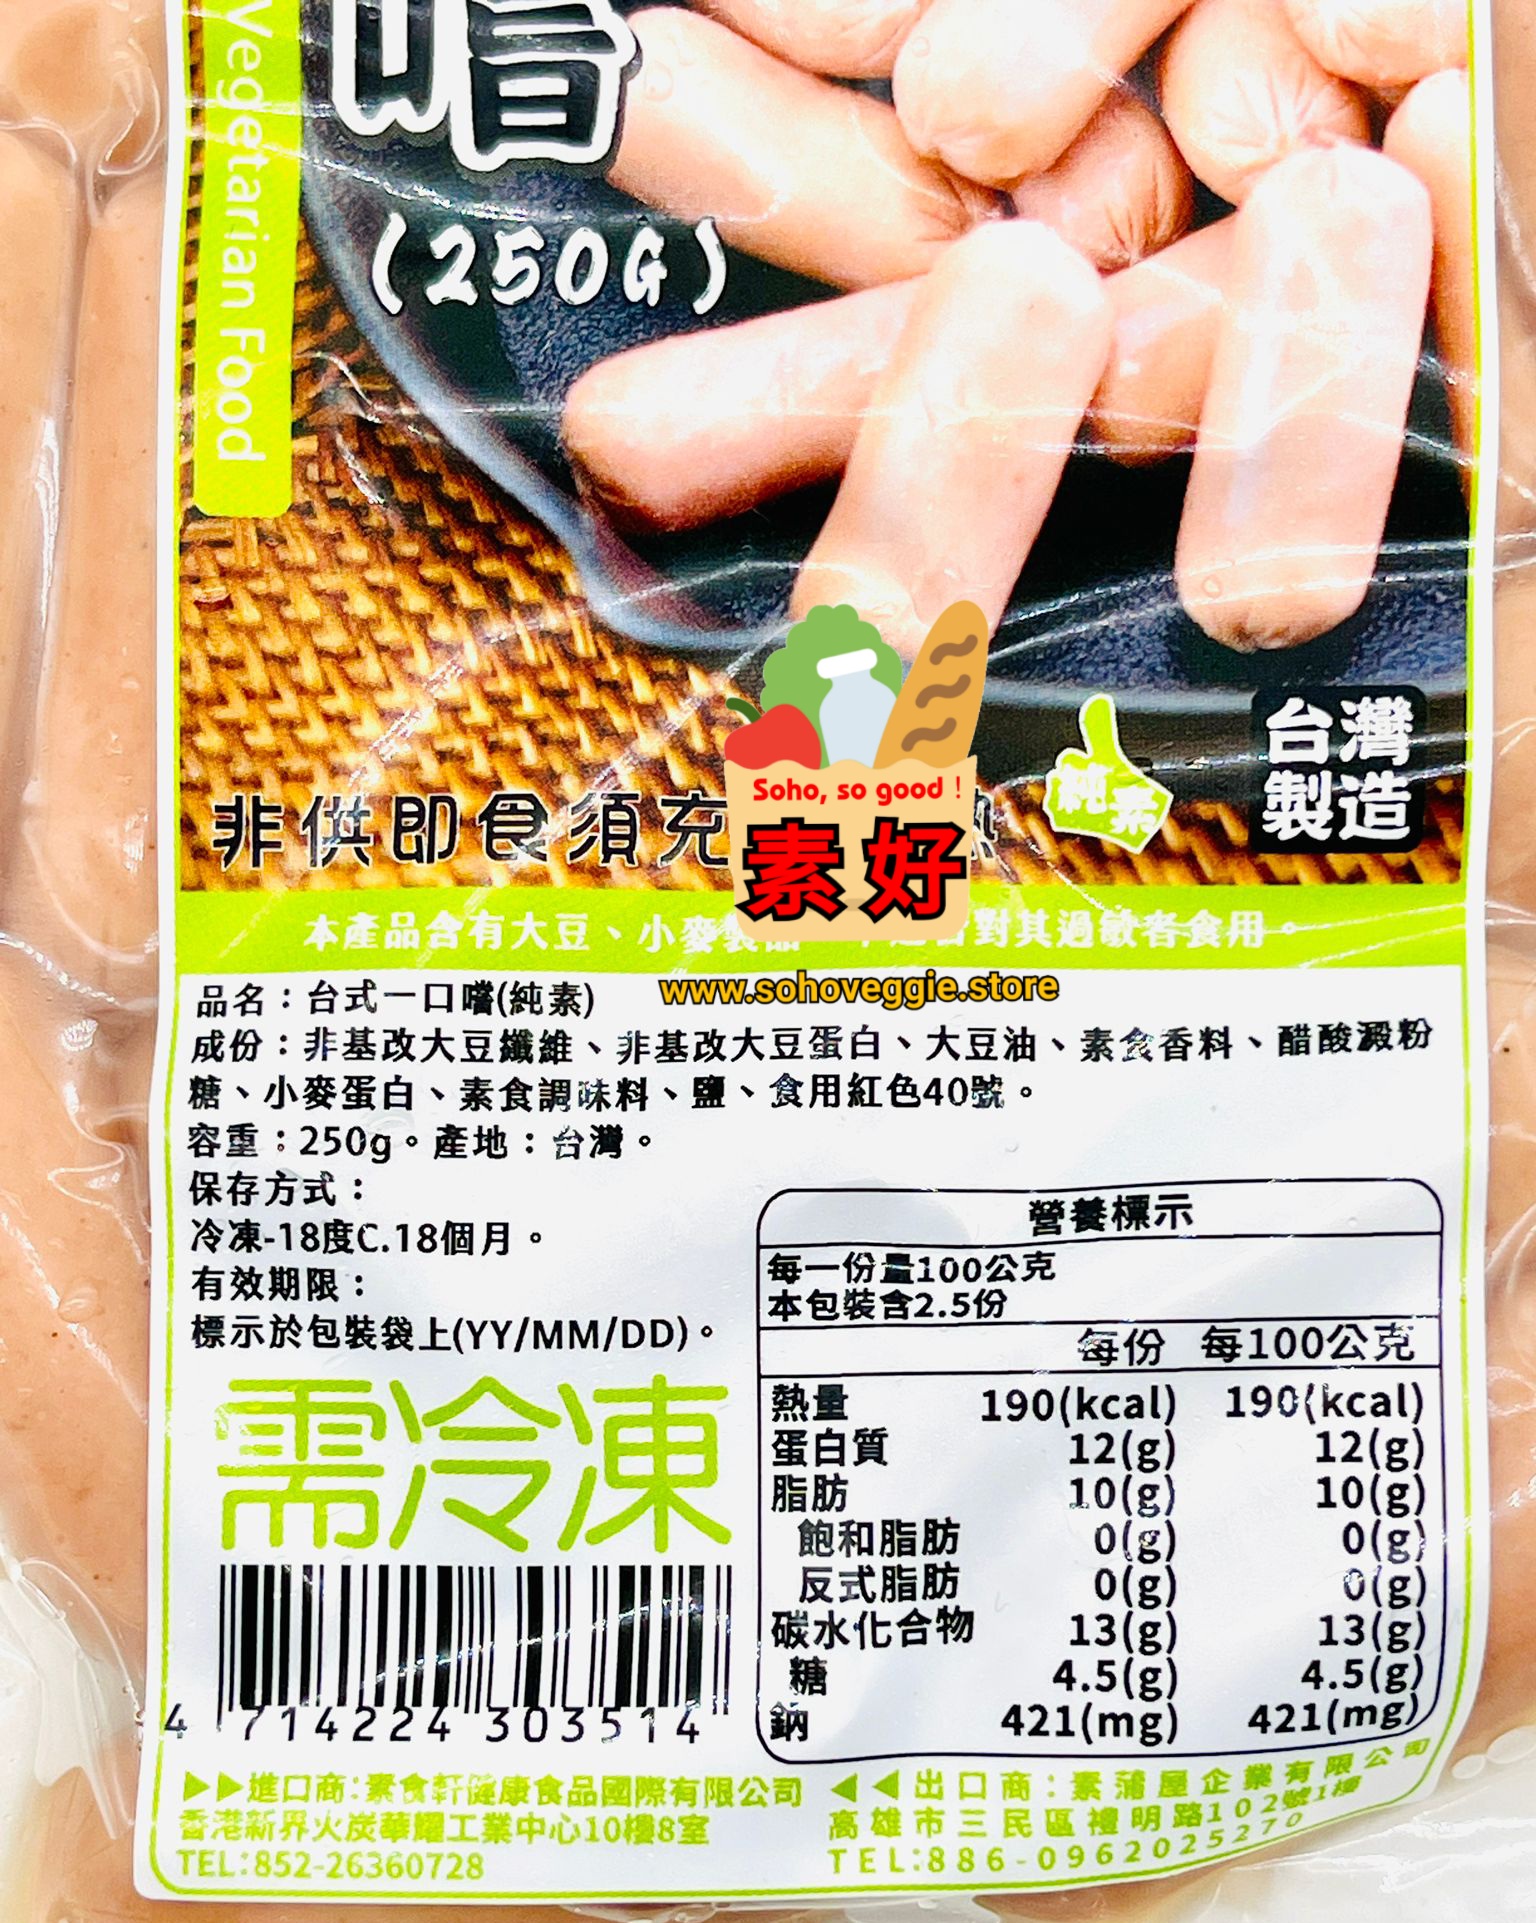 Vegetarian Food
嚐
(250G)
台灣
製造
純素
Soho, so good !
素好
非供即食須充
熱
本產品含有大豆、小麥製品
對其過敏者食用。
www.sohoveggie.store
品名：台式一口嚐(純素)
成份：非基改大豆纖維、非基改大豆蛋白、大豆油、素食香料、醋酸澱粉
糖、小麥蛋白、素食調味料、鹽、食用紅色40號。
容重：250g。產地：台灣。
保存方式：
冷凍-18度C.18個月。
有效期限：
標示於包裝袋上(YY/MM/DD)。
需冷凍
4 714224 303514
營養標示
每一份量100公克
本包裝含2.5份
每份 每100公克
熱量 190(kcal) 190(kcal)
蛋白質 12(g) 12(g)
脂肪 10(g) 10(g)
飽和脂肪 0(g) 0(g)
反式脂肪 0(g) 0(g)
碳水化合物 13(g) 13(g)
糖 4.5(g) 4.5(g)
鈉 421(mg) 421(mg)
▶▶進口商:素食軒健康食品國際有限公司
香港新界火炭華耀工業中心10樓8室
TEL:852-26360728
◀◀出口商:素蒲屋企業有限公司
高雄市三民區禮明路102號1樓
TEL:886-0962025270